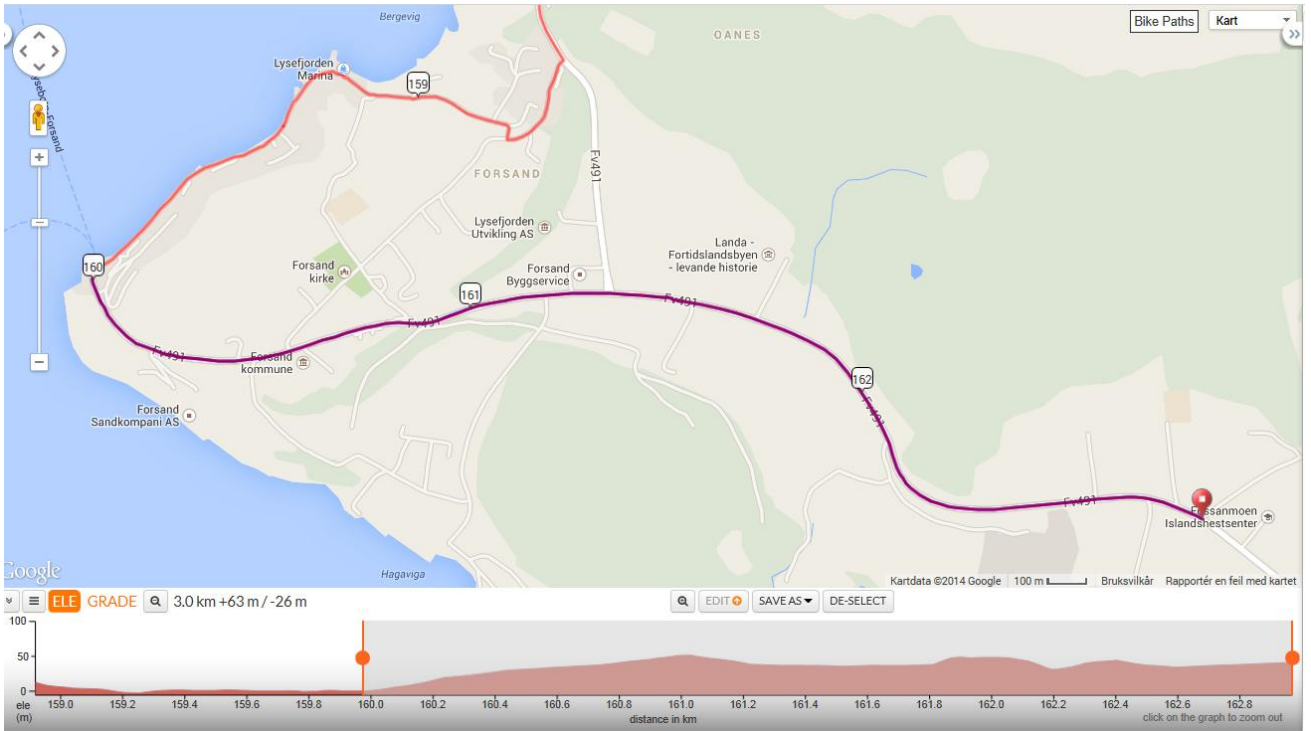 Bergevig
OANES
Bike Paths
Kart
Lysefjorden
Marina
159
Fv491
FORSAND
Lysefjorden
Utvikling AS
Landa -
Fortidslandsbyen
- levande historie
Forsand
kirke
Forsand
Byggservice
160
161
Fv491
Fv491
Fv491
Forsand
kommune
162
Fv491
Forsand
Sandkompani AS
Fv491
Fossanmoen
Islandshestsenter
Google
Hagaviga
Kartdata ©2014 Google
100 m
Bruksvilkår
Rapportér en feil med kartet
ELE
GRADE
3.0 km +63 m / -26 m
EDIT
SAVE AS
DE-SELECT
100
50
0
ele
(m)
159.0 159.2 159.4 159.6 159.8 160.0 160.2 160.4 160.6 160.8 161.0 161.2 161.4 161.6 161.8 162.0 162.2 162.4 162.6 162.8
distance in km
click on the graph to zoom out